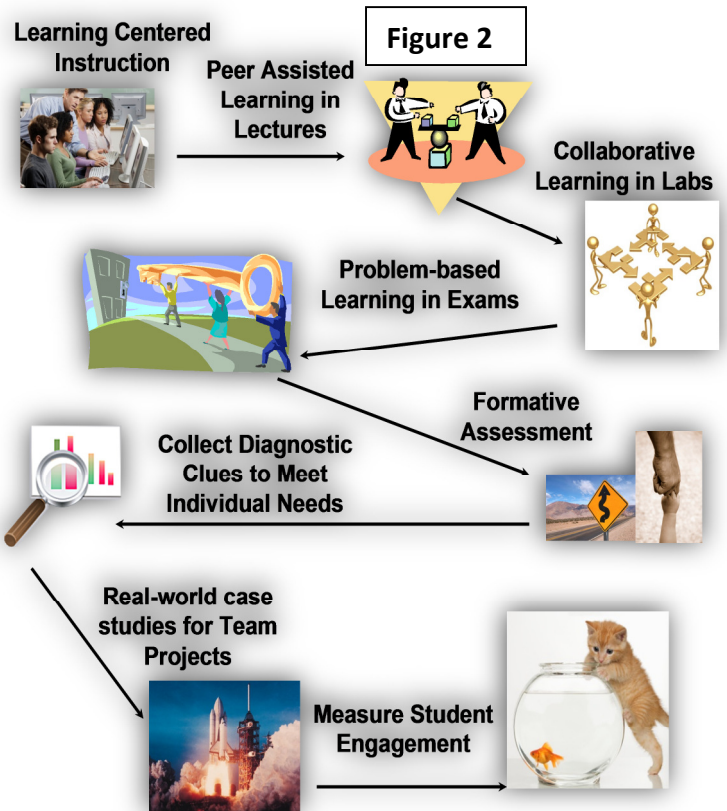 Figure 2
Learning Centered
Instruction
Peer Assisted
Learning in
Lectures
Collaborative
Learning in Labs
Problem-based
Learning in Exams
Formative
Assessment
Collect Diagnostic
Clues to Meet
Individual Needs
Real-world case
studies for Team
Projects
Measure Student
Engagement